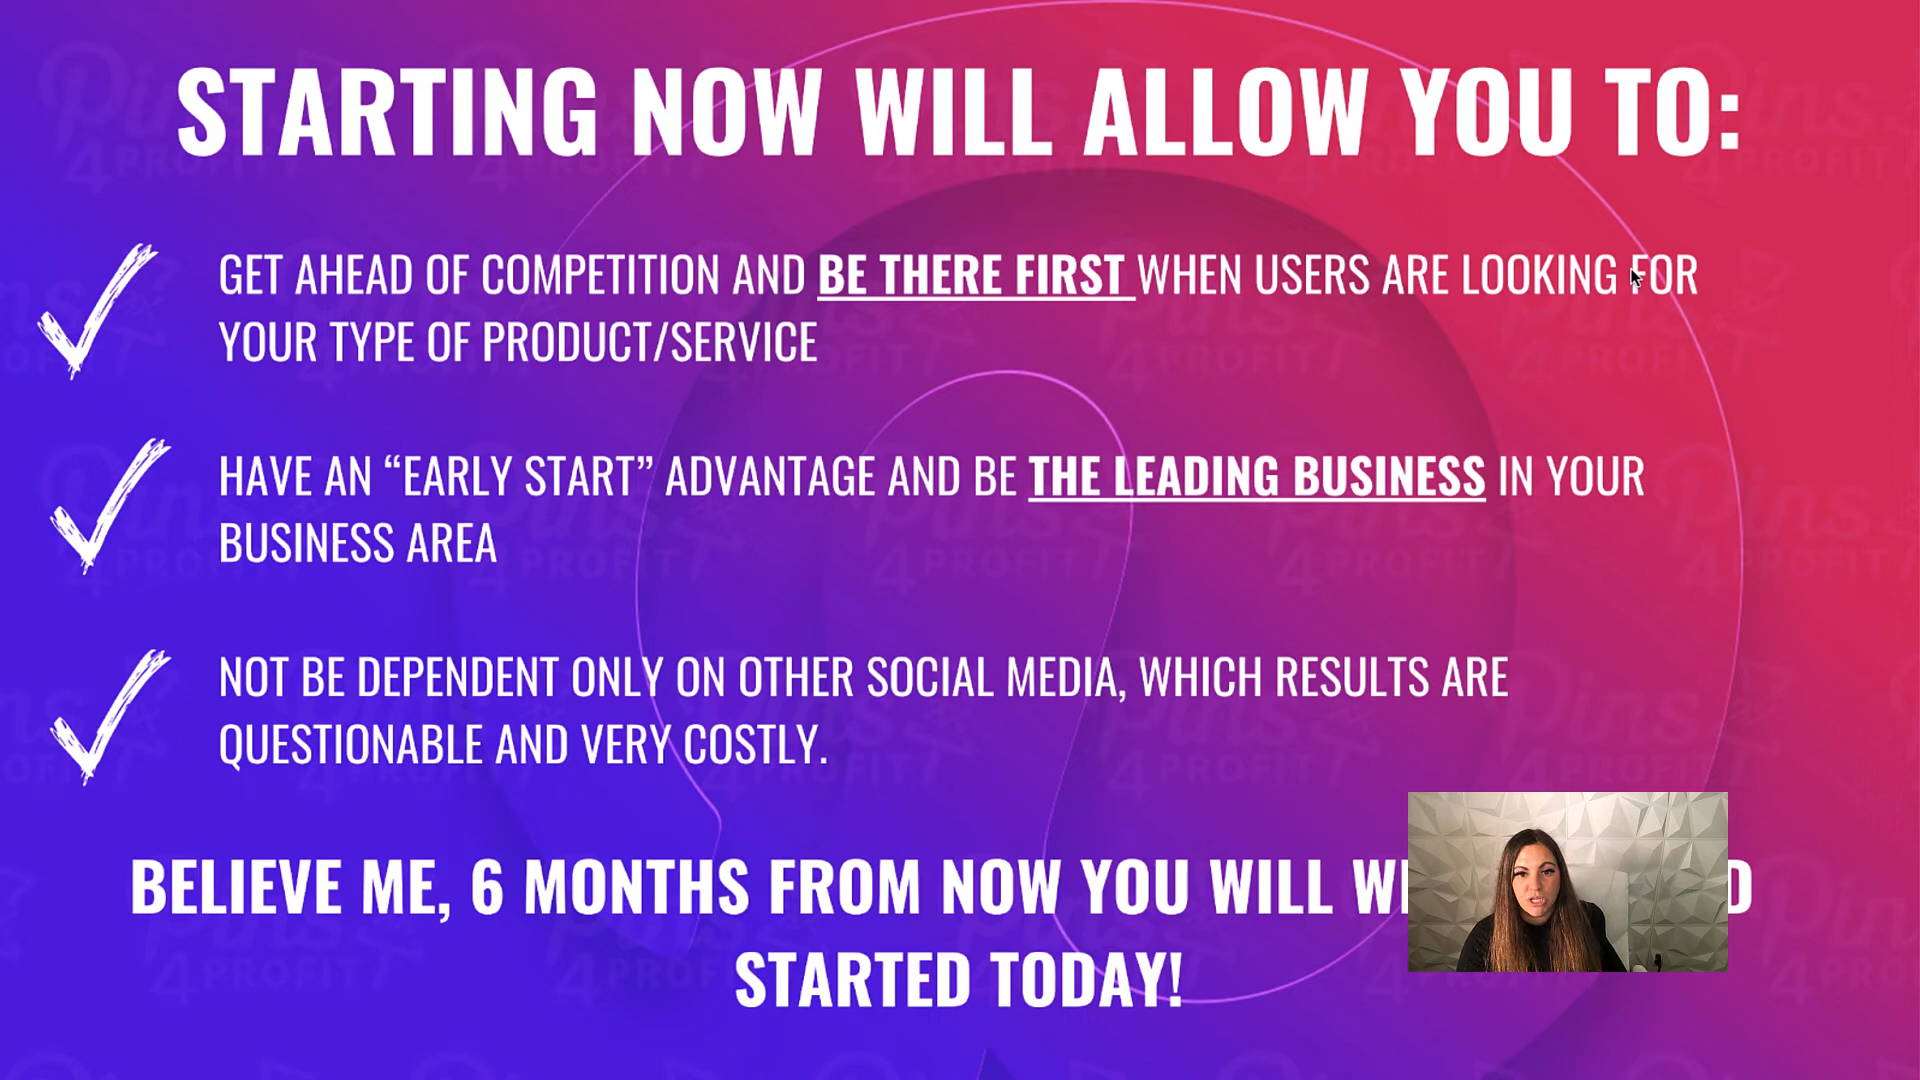 STARTING NOW WILL ALLOW YOU TO:
GET AHEAD OF COMPETITION AND BE THERE FIRST WHEN USERS ARE LOOKING FOR
YOUR TYPE OF PRODUCT/SERVICE
HAVE AN “EARLY START” ADVANTAGE AND BE THE LEADING BUSINESS IN YOUR
BUSINESS AREA
NOT BE DEPENDENT ONLY ON OTHER SOCIAL MEDIA, WHICH RESULTS ARE
QUESTIONABLE AND VERY COSTLY.
BELIEVE ME, 6 MONTHS FROM NOW YOU WILL
STARTED TODAY!
Pins
4PROFIT